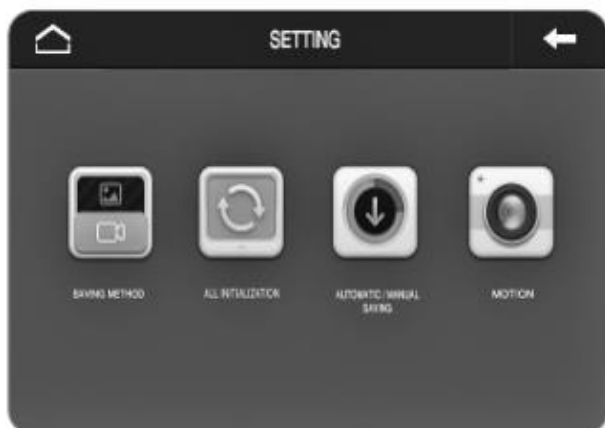 SETTING
SAVING METHOD
ALL INITIALIZATION
AUTOMATIC / MANUAL
SAVING
MOTION